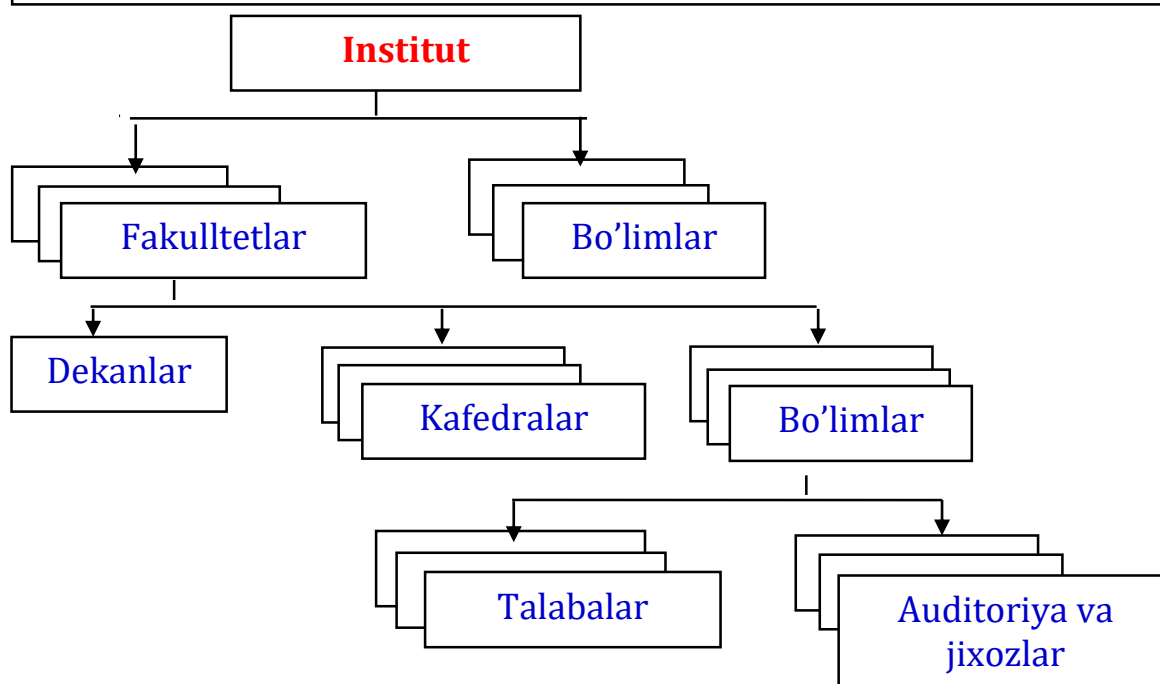 Institut
Fakulltetlar
Bo’limlar
Dekanlar
Kafedralar
Bo’limlar
Talabalar
Auditoriya va
jixozlar